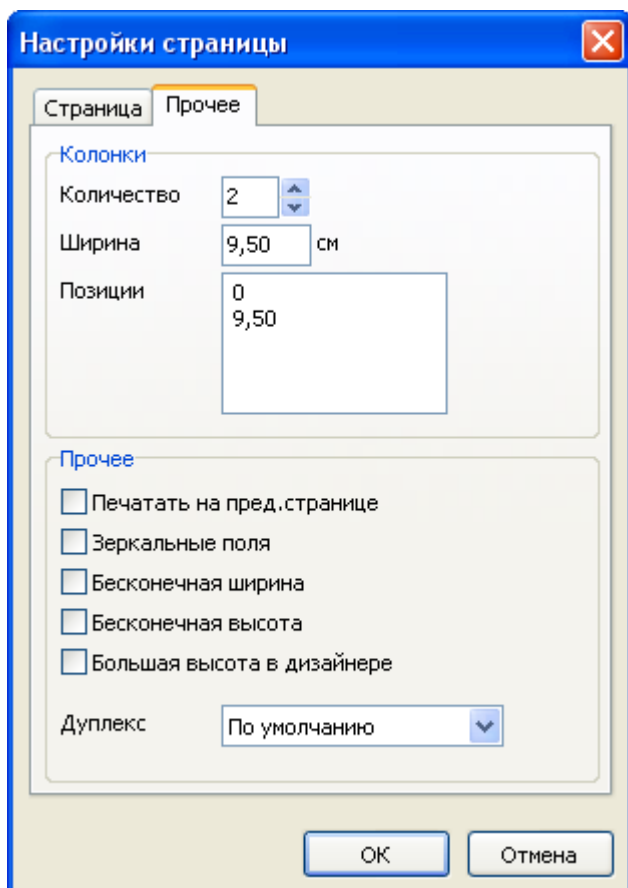 Настройки страницы
Страница Прочее
Колонки
Количество 2
Ширина 9,50 см
Позиции 0
9,50
Прочее
Печатать на пред.странице
Зеркальные поля
Бесконечная ширина
Бесконечная высота
Большая высота в дизайнере
Дуплекс По умолчанию
ОК Отмена